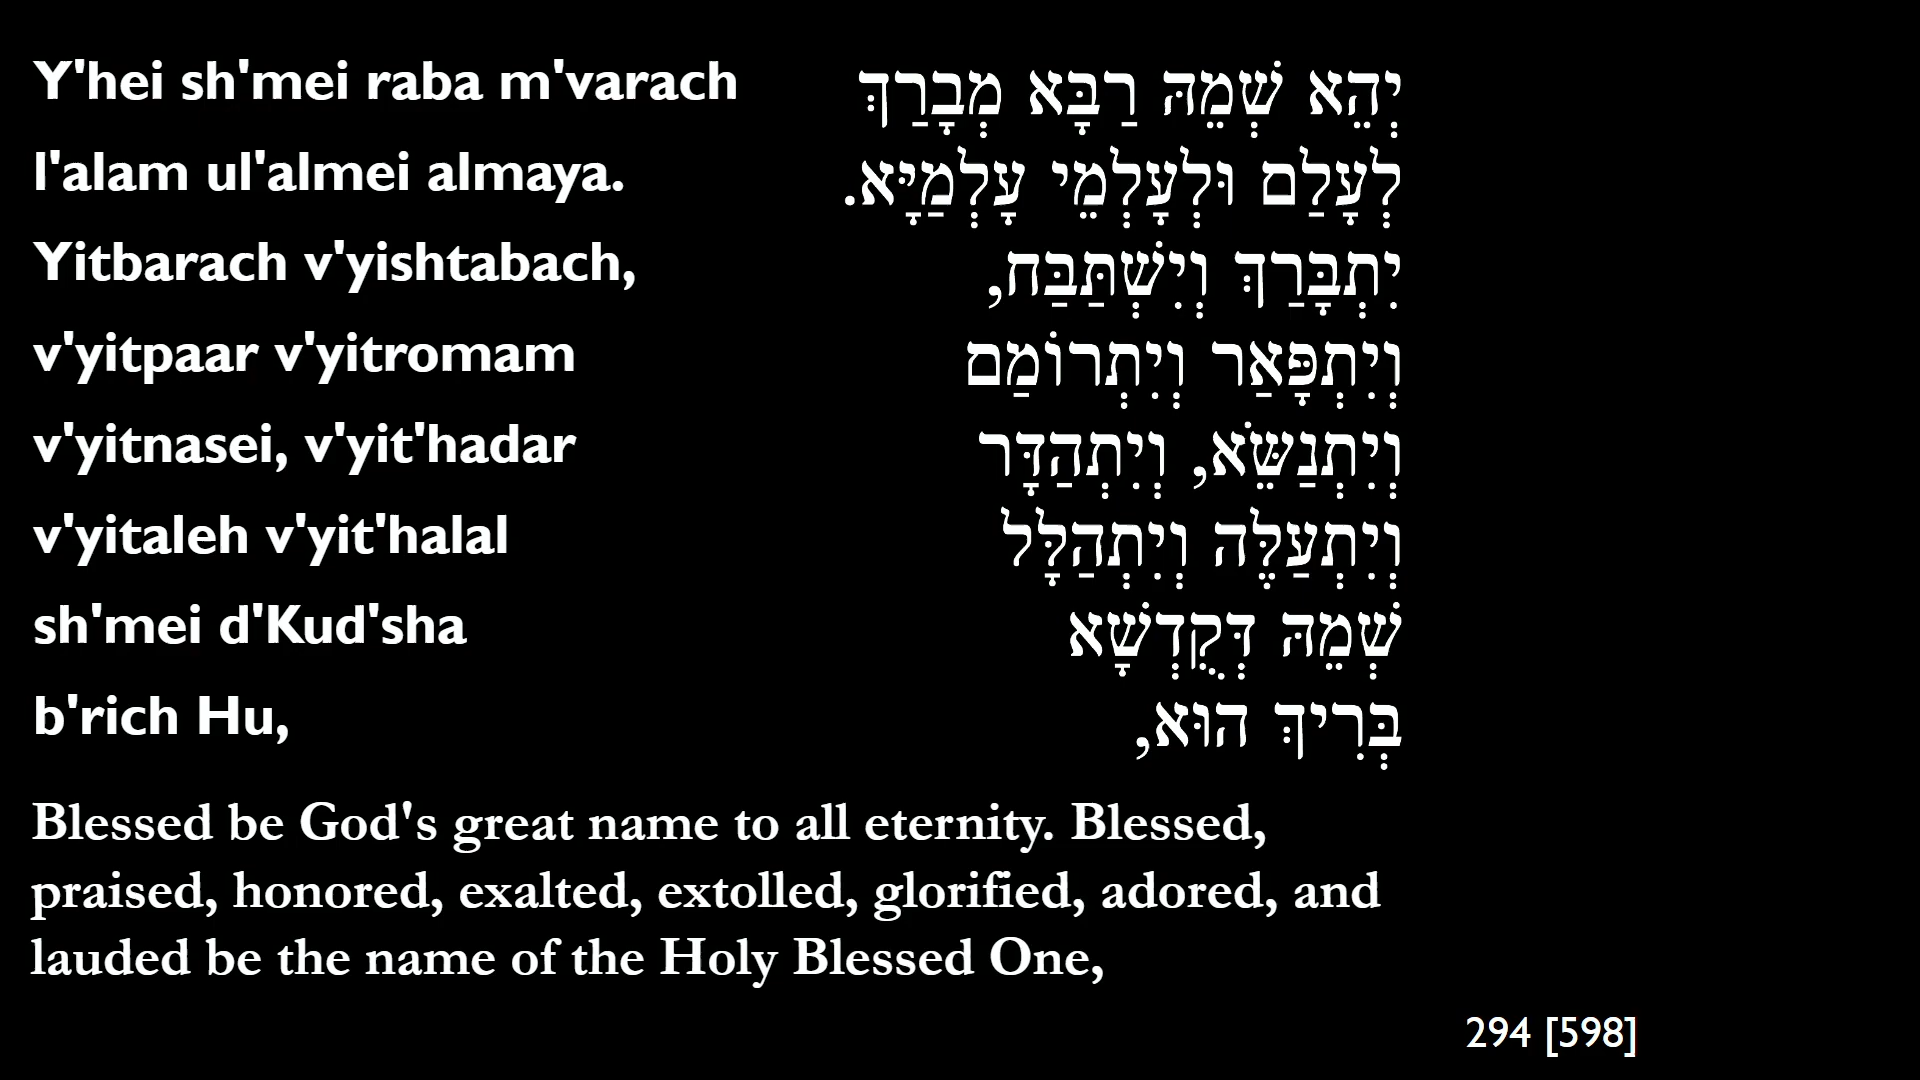 Y'hei sh'mei raba m'varach
l'alam ul'almei almaya.
Yitbarach v'yishtabach,
v'yitpaar v'yitromam
v'yitnasei, v'yit'hadar
v'yitaleh v'yit'halal
sh'mei d'Kud'sha
b'rich Hu,
יְהֵא שְׁמֵהּ רַבָּא מְבָרַךְ
לְעָלַם וּלְעָלְמֵי עָלְמַיָּא.
יִתְבָּרַךְ וְיִשְׁתַּבַּח,
וְיִתְפָּאַר וְיִתְרוֹמַם
וְיִתְנַשֵּׂא, וְיִתְהַדָּר
וְיִתְעַלֶּה וְיִתְהַלָּל
שְׁמֵהּ דְּקֻדְשָׁא
בְּרִיךְ הוּא,
Blessed be God's great name to all eternity. Blessed,
praised, honored, exalted, extolled, glorified, adored, and
lauded be the name of the Holy Blessed One,
294 [598]